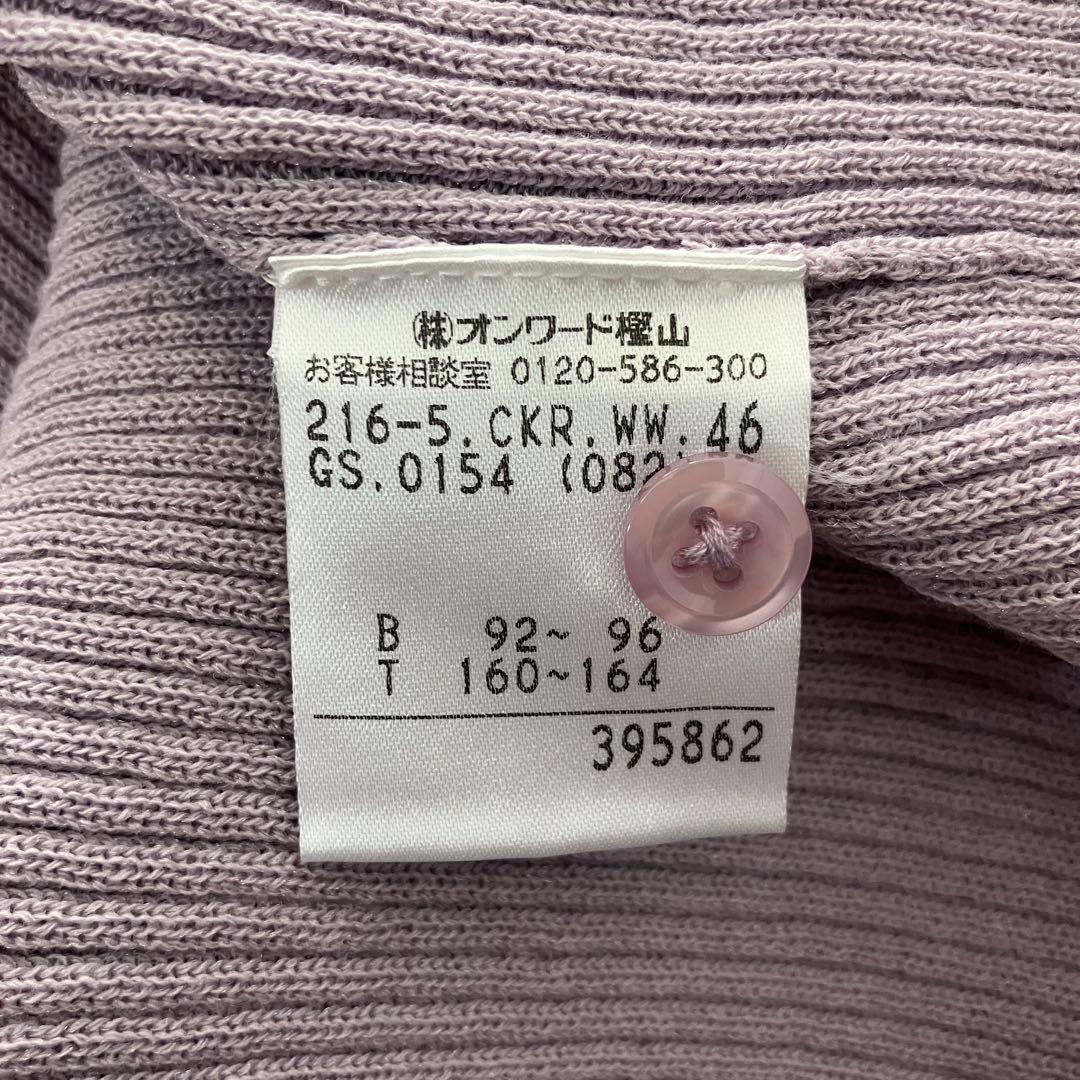 ㈱オンワード樫山
お客様相談室 0120-586-300
216-5.CKR.WW.46
GS.0154 (082
B 92~ 96
T 160~164
395862